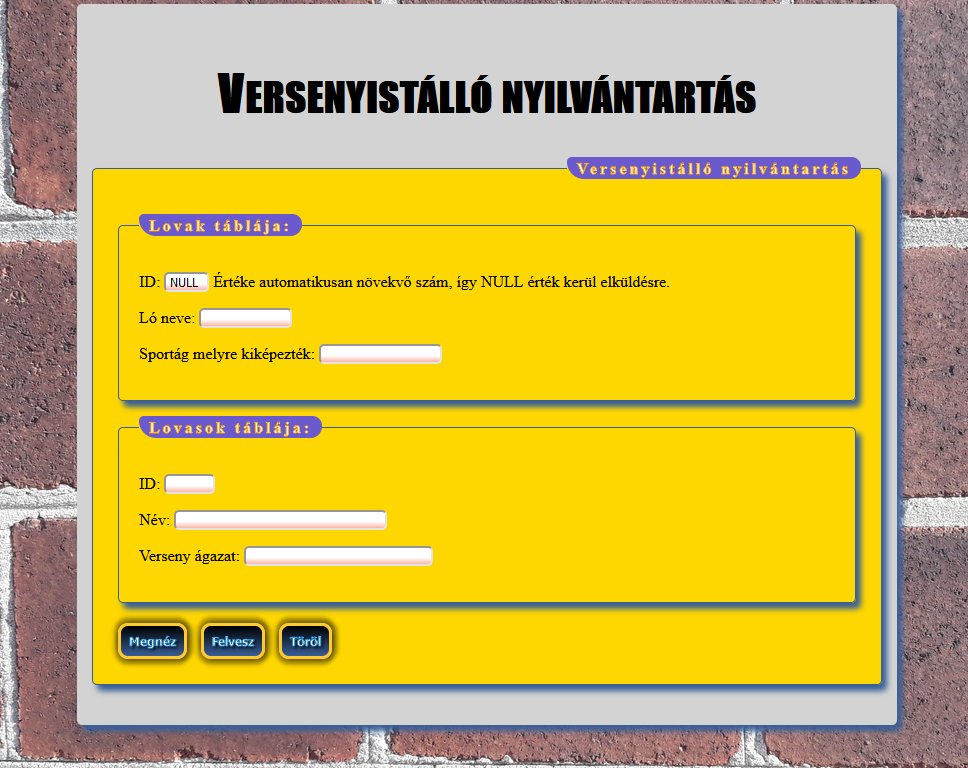 Versenyistálló nyilvántartás
Versenyistálló nyilvántartás
Lovak táblája:
ID: NULL Értéke automatikusan növekvő szám, így NULL érték kerül elküldésre.
Ló neve:
Sportág melyre kiképezték:
Lovasok táblája:
ID:
Név:
Verseny ágazat:
Megnéz Felvesz Töröl